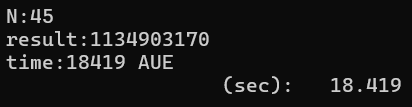 N:45
result:1134903170
time:18419 AUE
(sec):   18.419